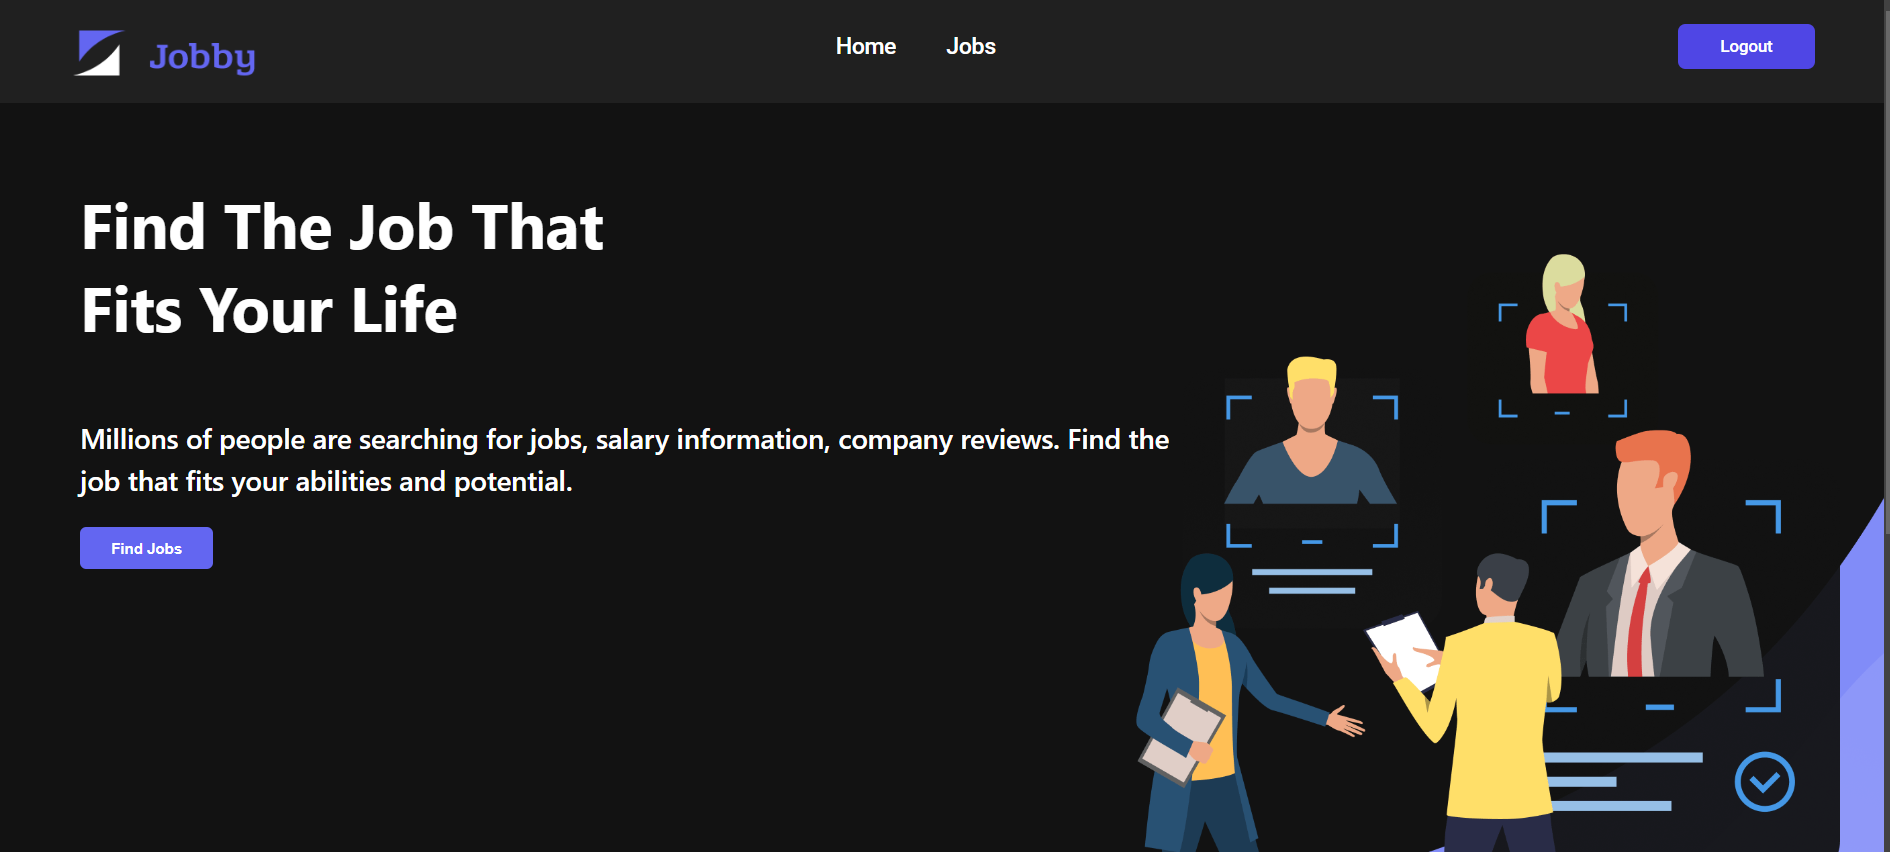 Jobby
Home
Jobs
Logout
Find The Job That
Fits Your Life
Millions of people are searching for jobs, salary information, company reviews. Find the
job that fits your abilities and potential.
Find Jobs